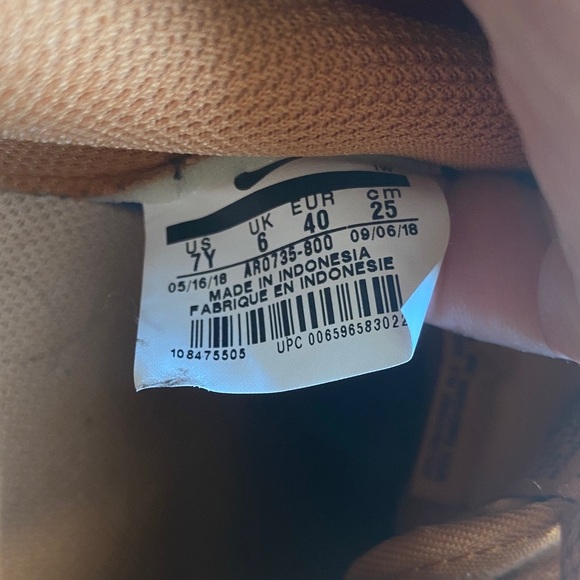 US UK EUR cm
7Y 6 40 25
05/16/18 AR0735-800 09/06/18
MADE IN INDONESIA
FABRIQUE EN INDONESIE
108475505 UPC 00659658302